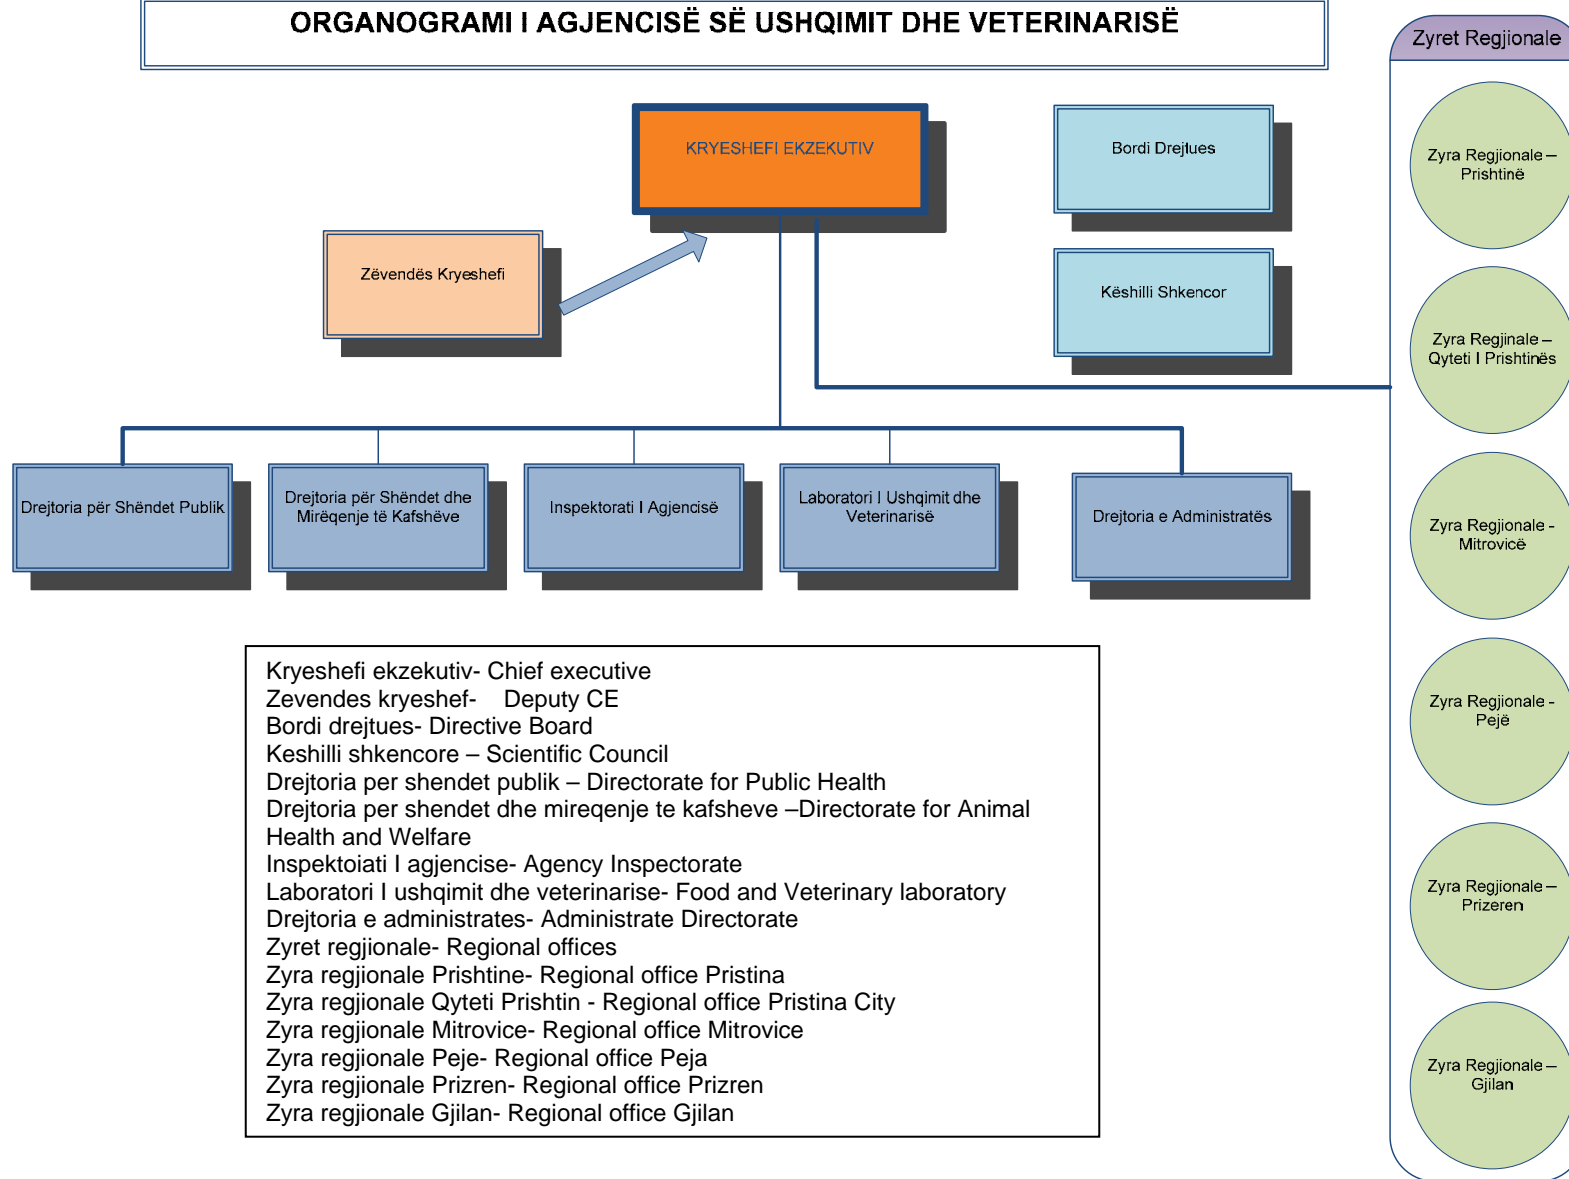 ORGANOGRAMI I AGJENCISË SË USHQIMIT DHE VETERINARISË
Zyret Regjionale
KRYESHEFI EKZEKUTIV
Bordi Drejtues
Zëvendës Kryeshefi
Këshilli Shkencor
Drejtoria për Shëndet Publik
Drejtoria për Shëndet dhe
Mirëqenje të Kafshëve
Inspektorati I Agjencisë
Laboratori I Ushqimit dhe
Veterinarisë
Drejtoria e Administratës
Zyra Regjionale –
Prishtinë
Zyra Regjinale –
Qyteti I Prishtinës
Zyra Regjionale -
Mitrovicë
Zyra Regjionale -
Pejë
Zyra Regjionale –
Prizeren
Zyra Regjionale –
Gjilan
Kryeshefi ekzekutiv- Chief executive
Zevendes kryeshef- Deputy CE
Bordi drejtues- Directive Board
Keshilli shkencore – Scientific Council
Drejtoria per shendet publik – Directorate for Public Health
Drejtoria per shendet dhe mireqenje te kafsheve –Directorate for Animal
Health and Welfare
Inspektoiati I agjencise- Agency Inspectorate
Laboratori I ushqimit dhe veterinarise- Food and Veterinary laboratory
Drejtoria e administrates- Administrate Directorate
Zyret regjionale- Regional offices
Zyra regjionale Prishtine- Regional office Pristina
Zyra regjionale Qyteti Prishtin - Regional office Pristina City
Zyra regjionale Mitrovice- Regional office Mitrovice
Zyra regjionale Peje- Regional office Peja
Zyra regjionale Prizren- Regional office Prizren
Zyra regjionale Gjilan- Regional office Gjilan